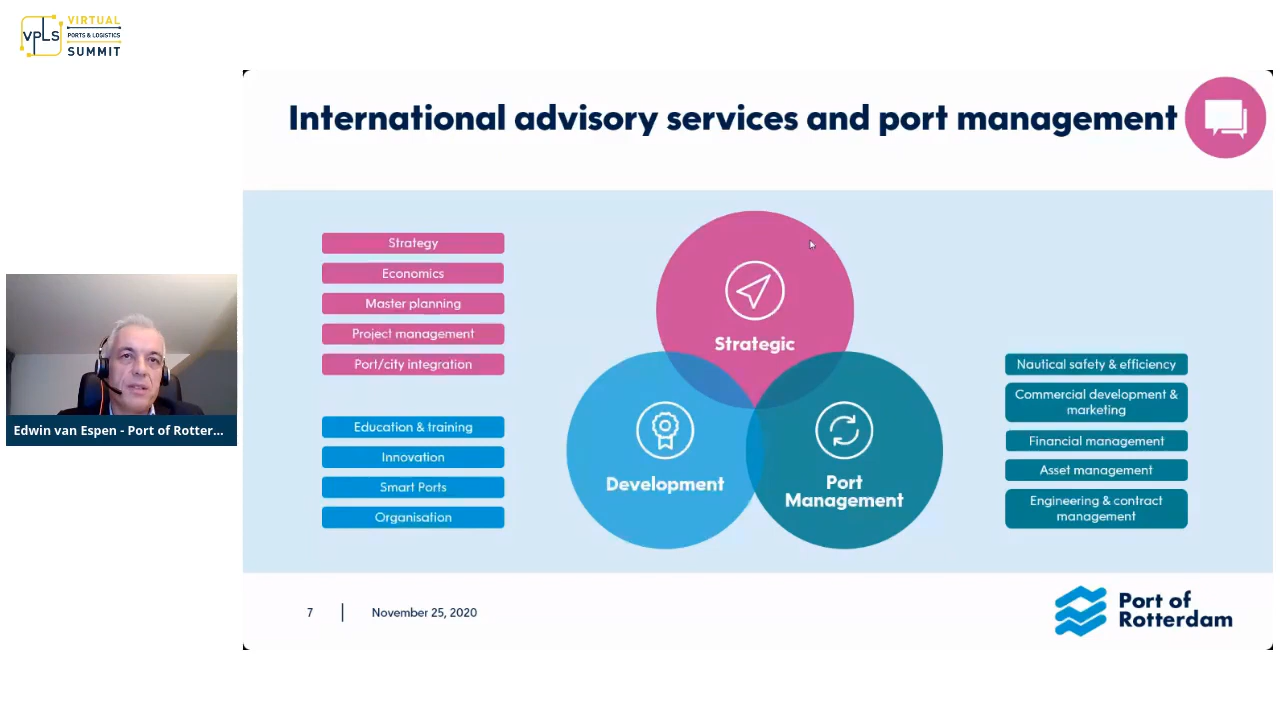 vpLs
VIRTUAL
PORTS & LOGISTICS
SUMMIT
International advisory services and port management
Strategy
Economics
Master planning
Project management
Port/city integration
Education & training
Innovation
Smart Ports
Organisation
Strategic
Development
Port
Management
Nautical safety & efficiency
Commercial development &
marketing
Financial management
Asset management
Engineering & contract
management
Edwin van Espen - Port of Rotter...
7
November 25, 2020
Port of
Rotterdam